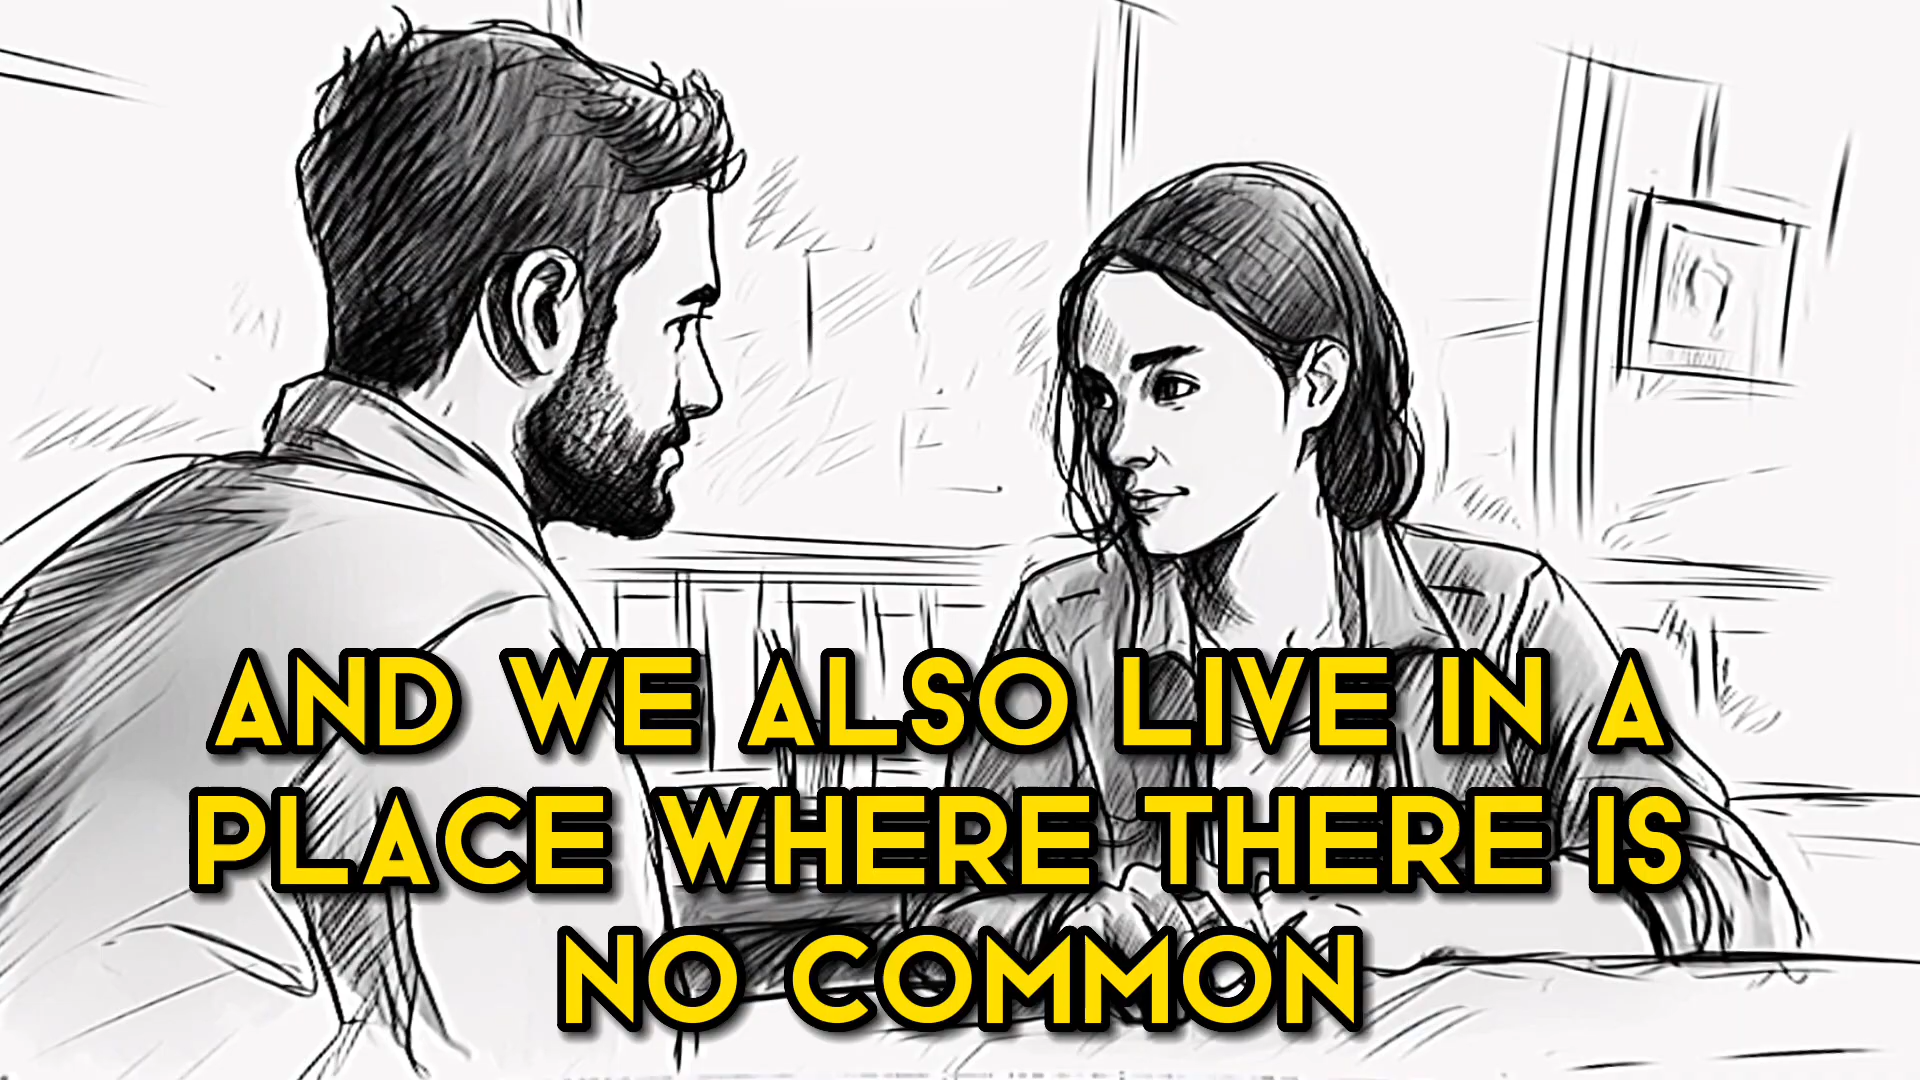 AND WE ALSO LIVE IN A
PLACE WHERE THERE IS
NO COMMON